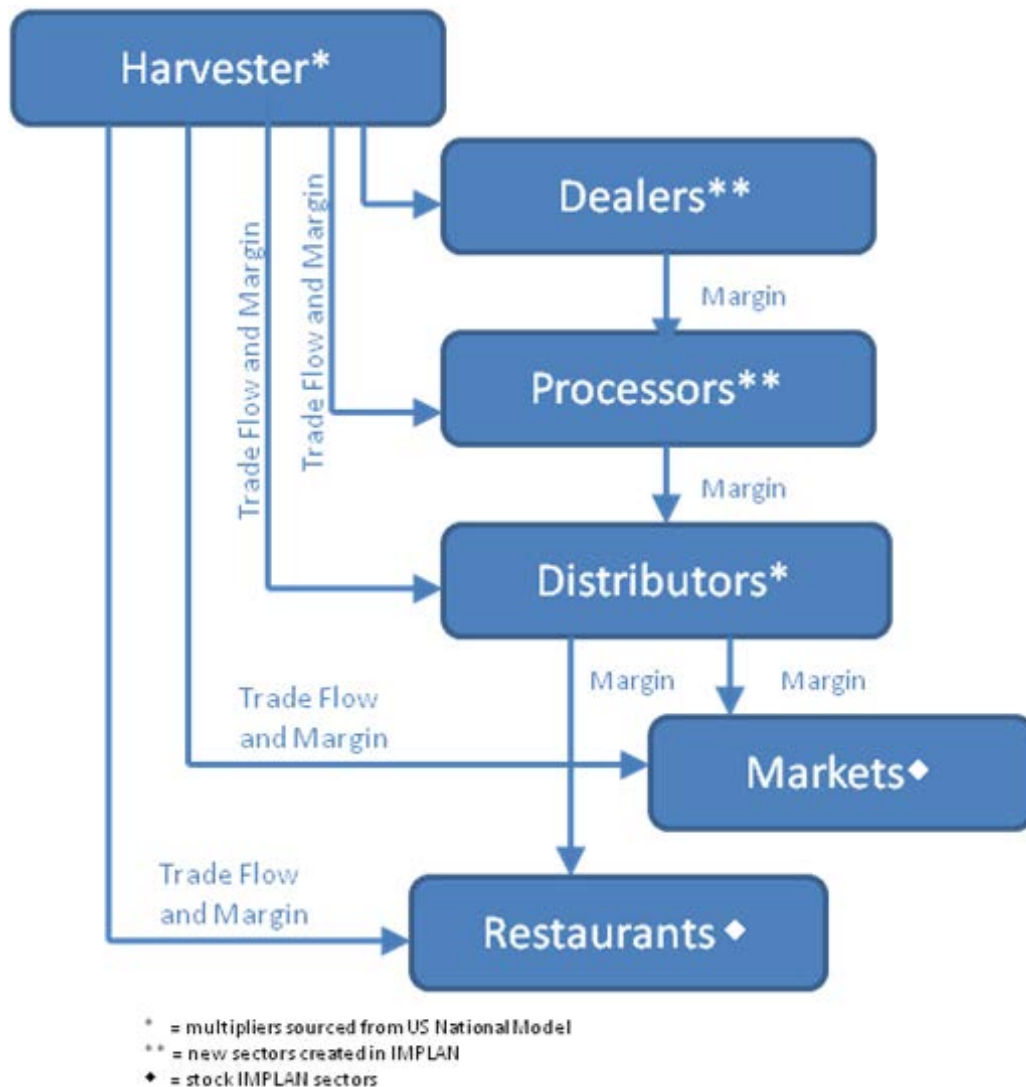 Harvester*
Dealers**
Trade Flow and Margin
Trade Flow and Margin
Margin
Processors**
Margin
Distributors*
Margin
Margin
Trade Flow
and Margin
Markets◆
Trade Flow
and Margin
Restaurants ◆
* = multipliers sourced from US National Model
** = new sectors created in IMPLAN
◆ = stock IMPLAN sectors